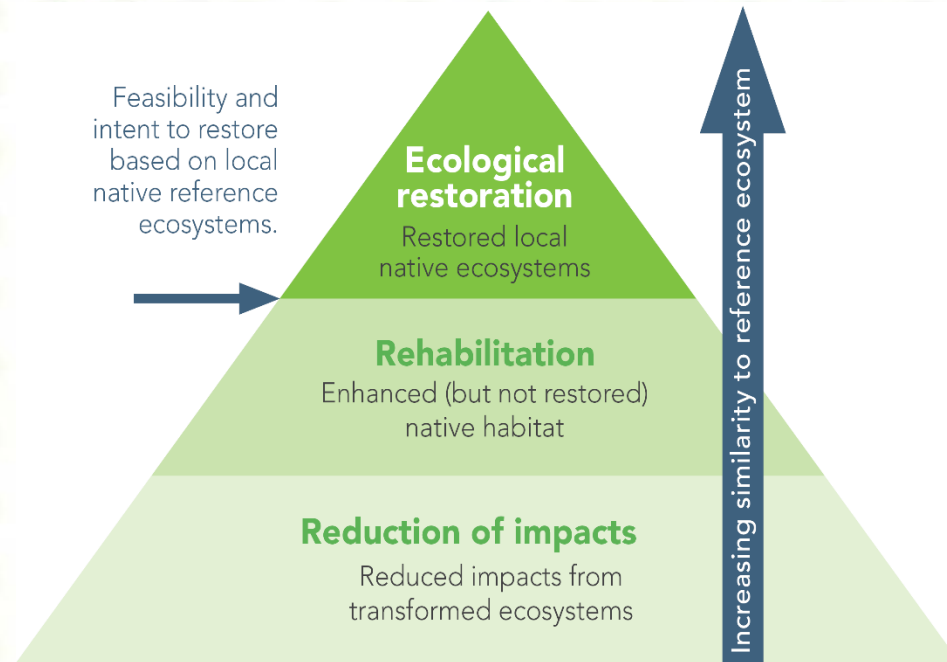 Feasibility and
intent to restore
based on local
native reference
ecosystems.
Ecological
restoration
Restored local
native ecosystems
Rehabilitation
Enhanced (but not restored)
native habitat
Reduction of impacts
Reduced impacts from
transformed ecosystems
Increasing similarity to reference ecosystem